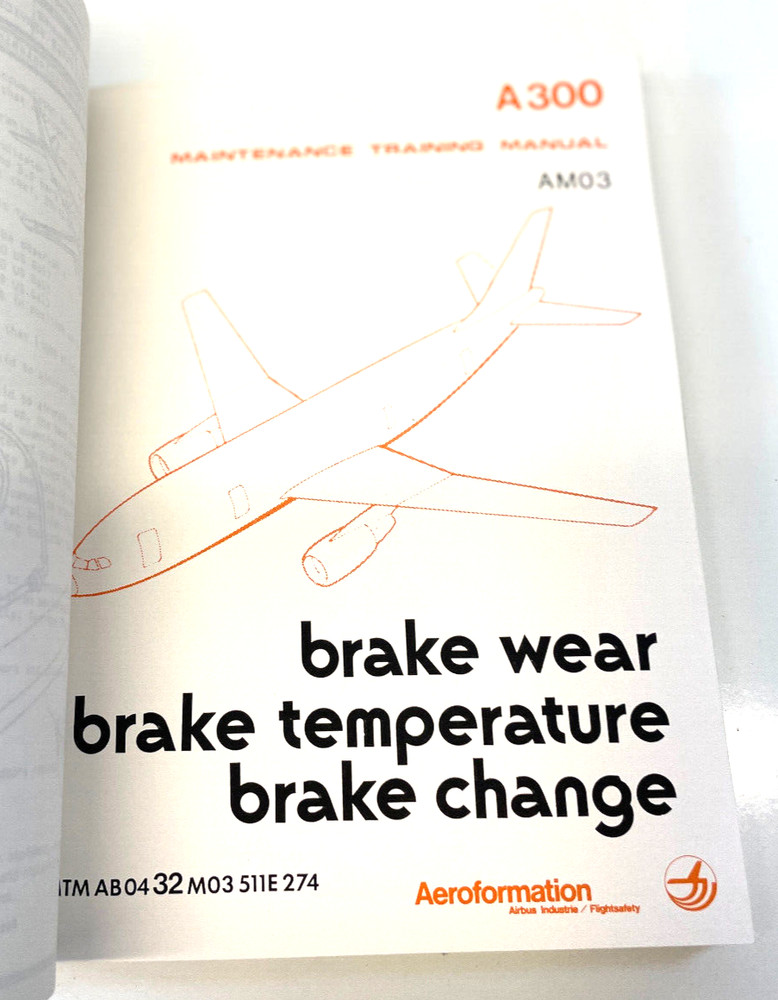 A300
MAINTENANCE TRAINING MANUAL
AM03
brake wear
brake temperature
brake change
TM AB04 32 M03 511E 274
Aeroformation
Airbus Industrie / Flightsafety